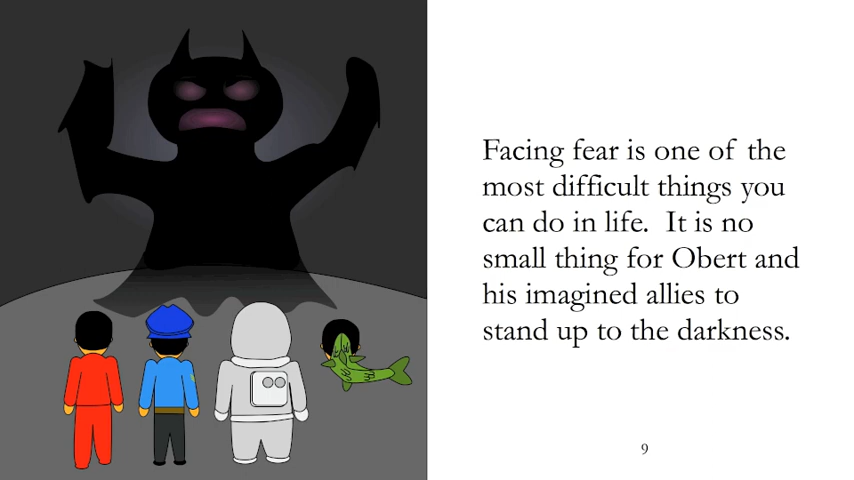 Facing fear is one of the
most difficult things you
can do in life.  It is no
small thing for Obert and
his imagined allies to
stand up to the darkness.
9